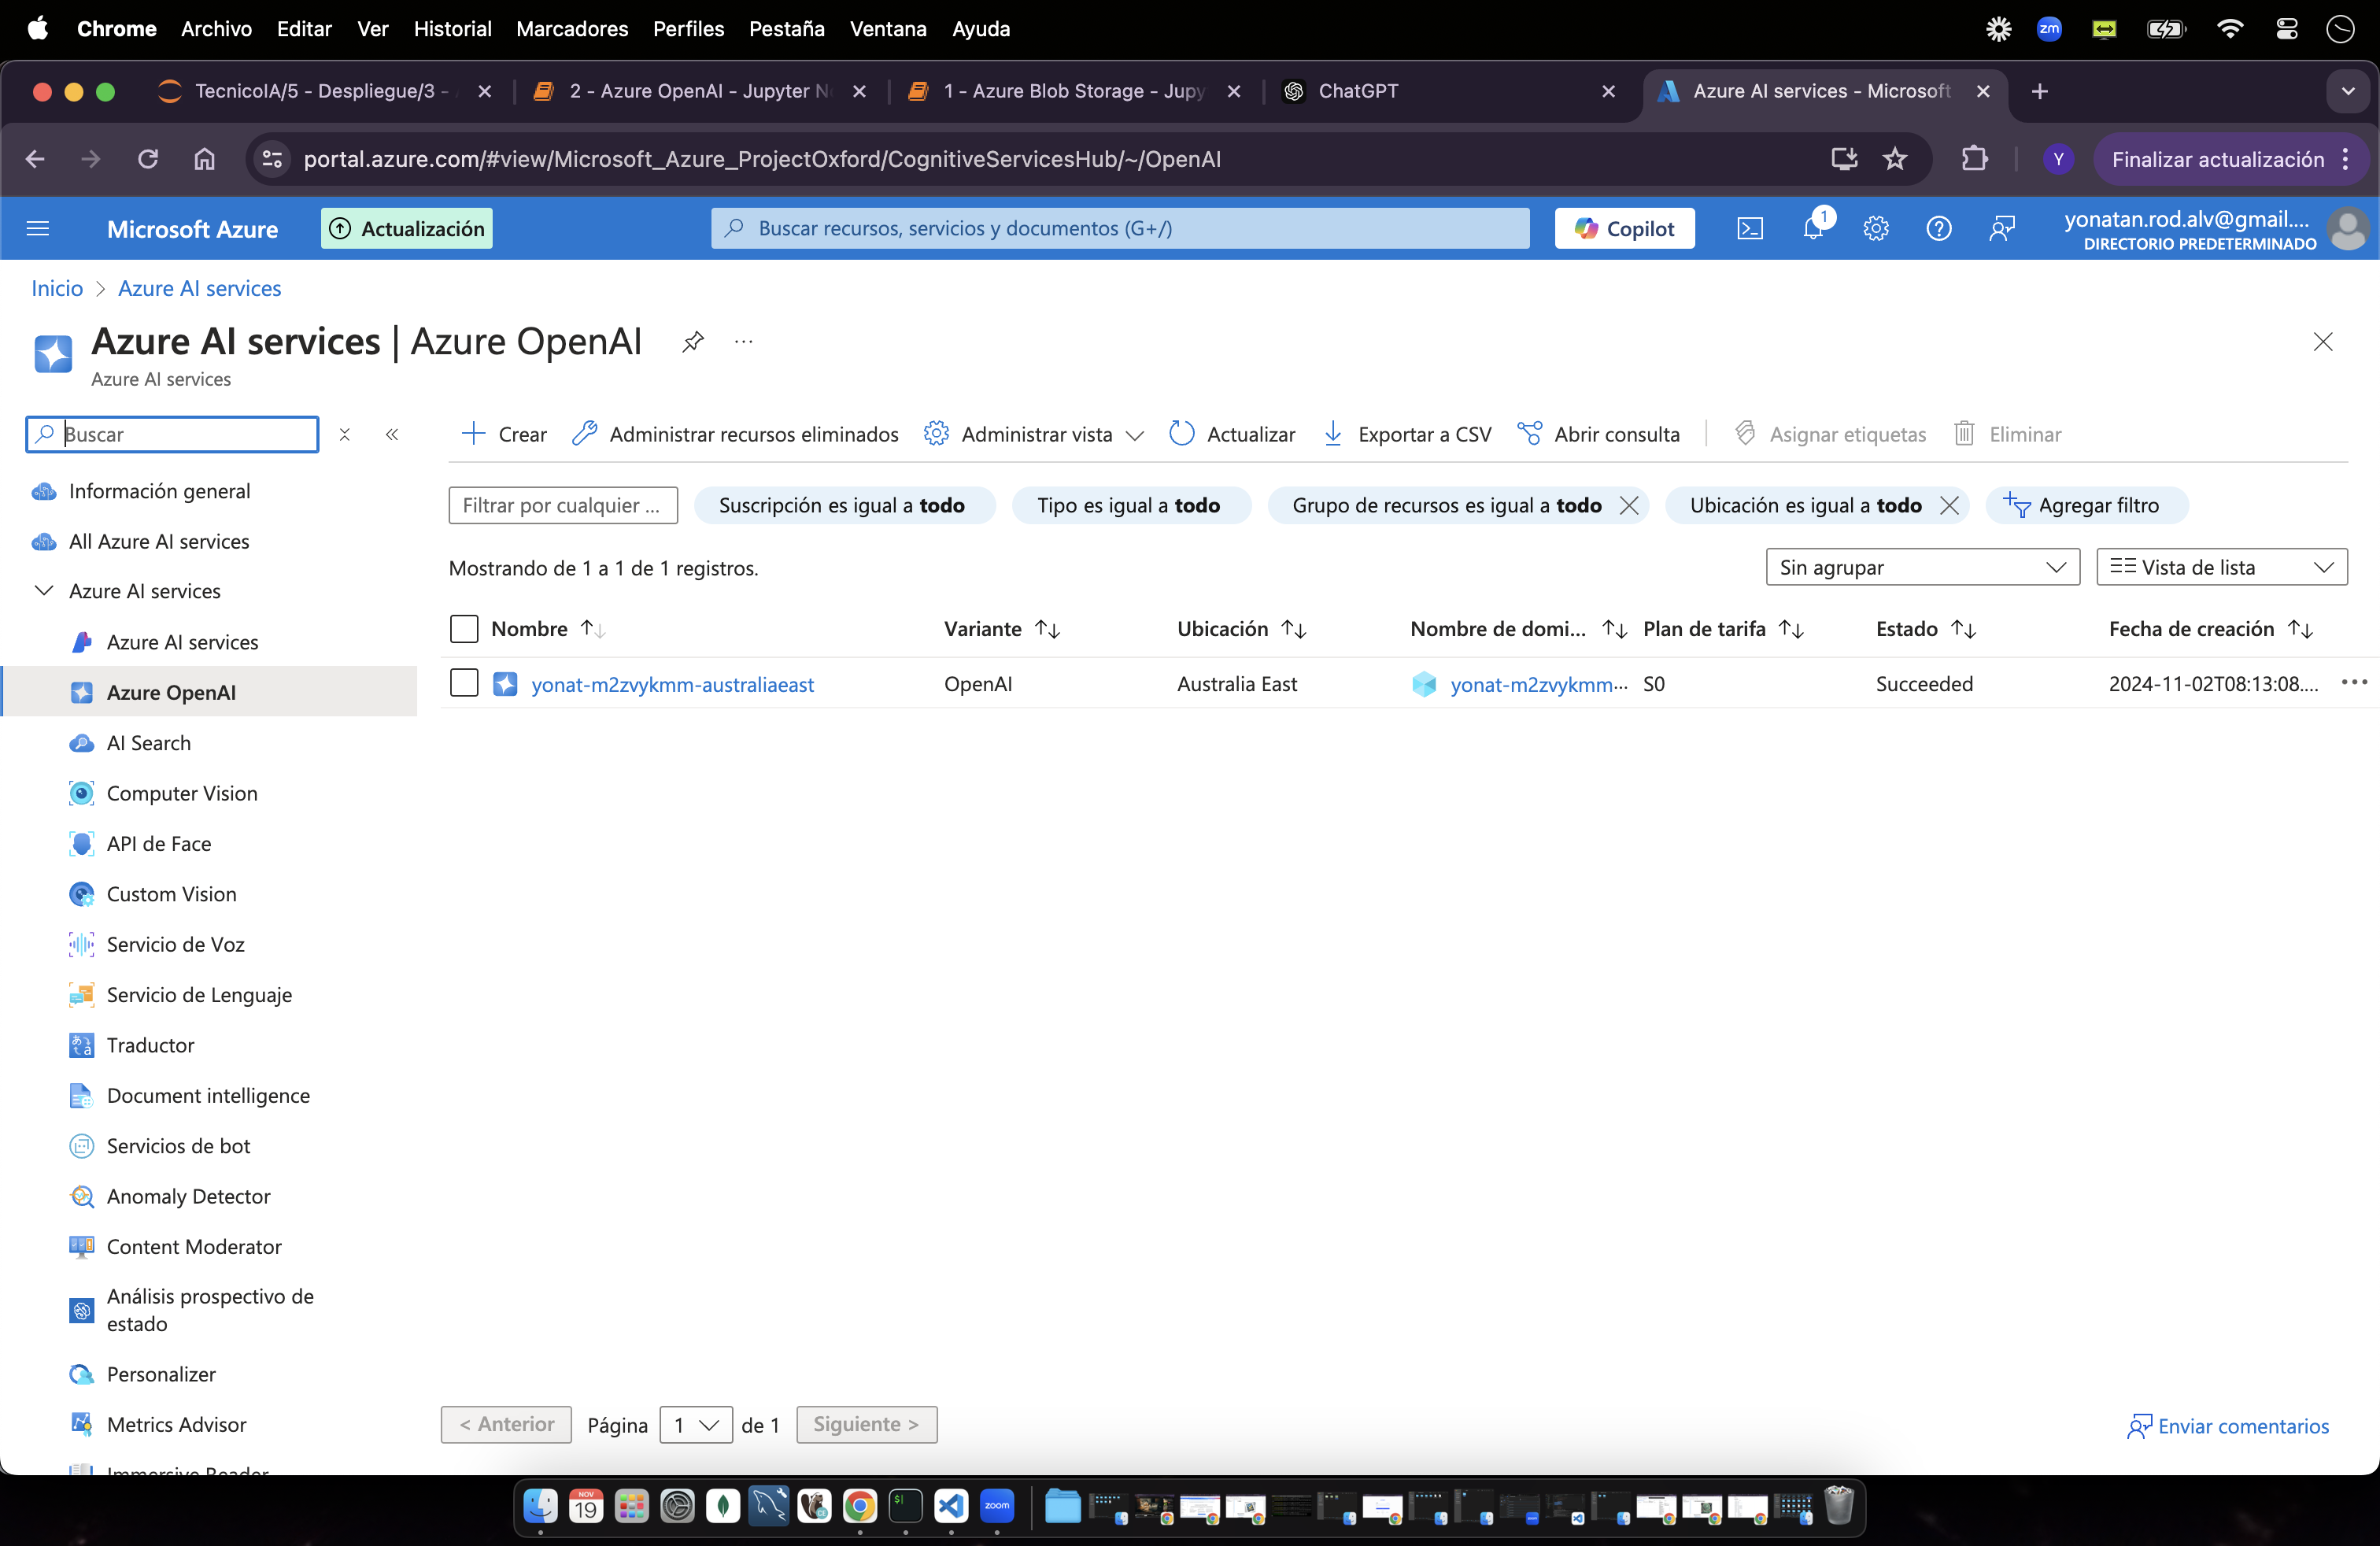 Chrome Archivo Editar Ver Historial Marcadores Perfiles Pestaña Ventana Ayuda
zm
TecnicoIA/5 - Despliegue/3 -
2 - Azure OpenAI - Jupyter N
1 - Azure Blob Storage - Jupy
ChatGPT
Azure AI services - Microsoft
portal.azure.com/#view/Microsoft_Azure_ProjectOxford/CognitiveServicesHub/~/OpenAI
Y
Finalizar actualización
Microsoft Azure
Actualización
Buscar recursos, servicios y documentos (G+/)
Copilot
1
yonatan.rod.alv@gmail....
DIRECTORIO PREDETERMINADO
Inicio > Azure AI services
Azure AI services | Azure OpenAI
Azure AI services
Buscar
Crear
Administrar recursos eliminados
Administrar vista
Actualizar
Exportar a CSV
Abrir consulta
Asignar etiquetas
Eliminar
Información general
All Azure AI services
Azure AI services
Azure AI services
Azure OpenAI
AI Search
Computer Vision
API de Face
Custom Vision
Servicio de Voz
Servicio de Lenguaje
Traductor
Document intelligence
Servicios de bot
Anomaly Detector
Content Moderator
Análisis prospectivo de
estado
Personalizer
Metrics Advisor
Immersive Reader
Filtrar por cualquier ...
Suscripción es igual a todo
Tipo es igual a todo
Grupo de recursos es igual a todo
Ubicación es igual a todo
Agregar filtro
Mostrando de 1 a 1 de 1 registros.
Sin agrupar
Vista de lista
Nombre Variante Ubicación Nombre de domi... Plan de tarifa Estado Fecha de creación
yonat-m2zvykmm-australiaeast OpenAI Australia East yonat-m2zvykmm... S0 Succeeded 2024-11-02T08:13:08....
< Anterior Página 1 de 1 Siguiente >
Enviar comentarios
NOV
19
zoom